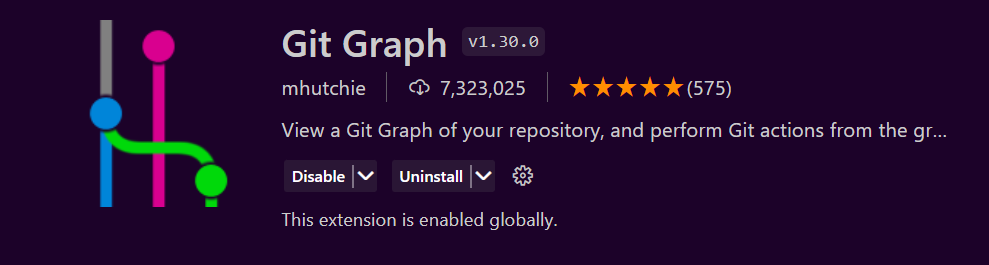 Git Graph v1.30.0
mhutchie 7,323,025 ★★★★★(575)
View a Git Graph of your repository, and perform Git actions from the gr...
Disable Uninstall
This extension is enabled globally.